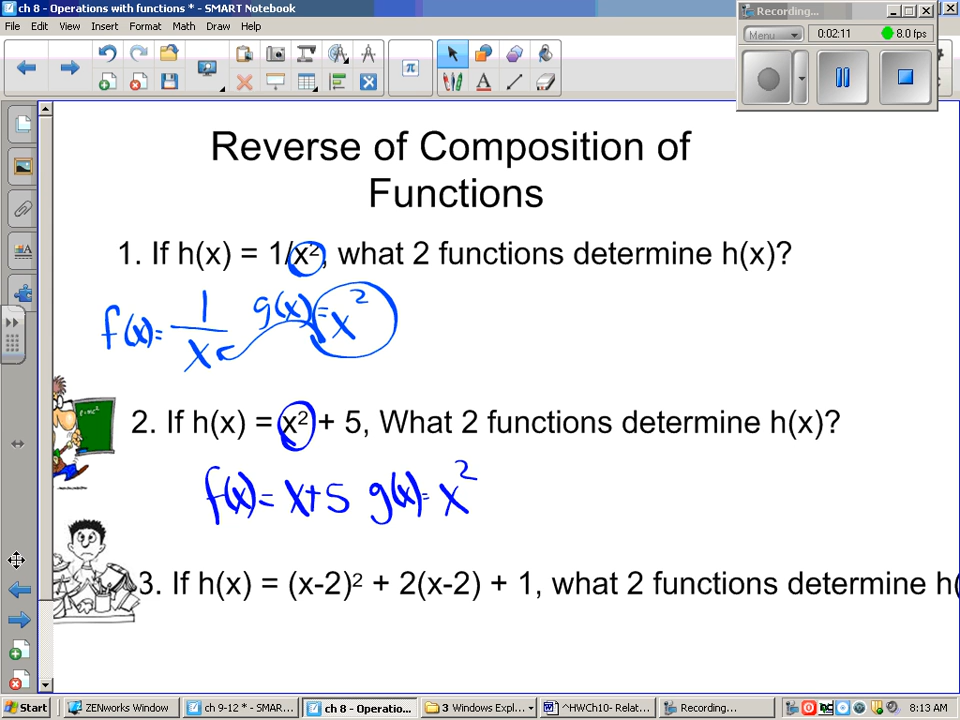 ch 8 - Operations with functions * - SMART Notebook
File Edit View Insert Format Math Draw Help
Recording...
Menu 0:02:11 8.0 fps
Reverse of Composition of
Functions
1. If h(x) = 1/x², what 2 functions determine h(x)?
f(x)= 1/x g(x)= x²
2. If h(x) = x² + 5, What 2 functions determine h(x)?
f(x)= x+5 g(x)= x²
3. If h(x) = (x-2)² + 2(x-2) + 1, what 2 functions determine h(
Start ZENworks Window ch 9-12 * - SMAR... ch 8 - Operatio... 3 Windows Expl... ^HWCh10- Relat... Recording... 8:13 AM